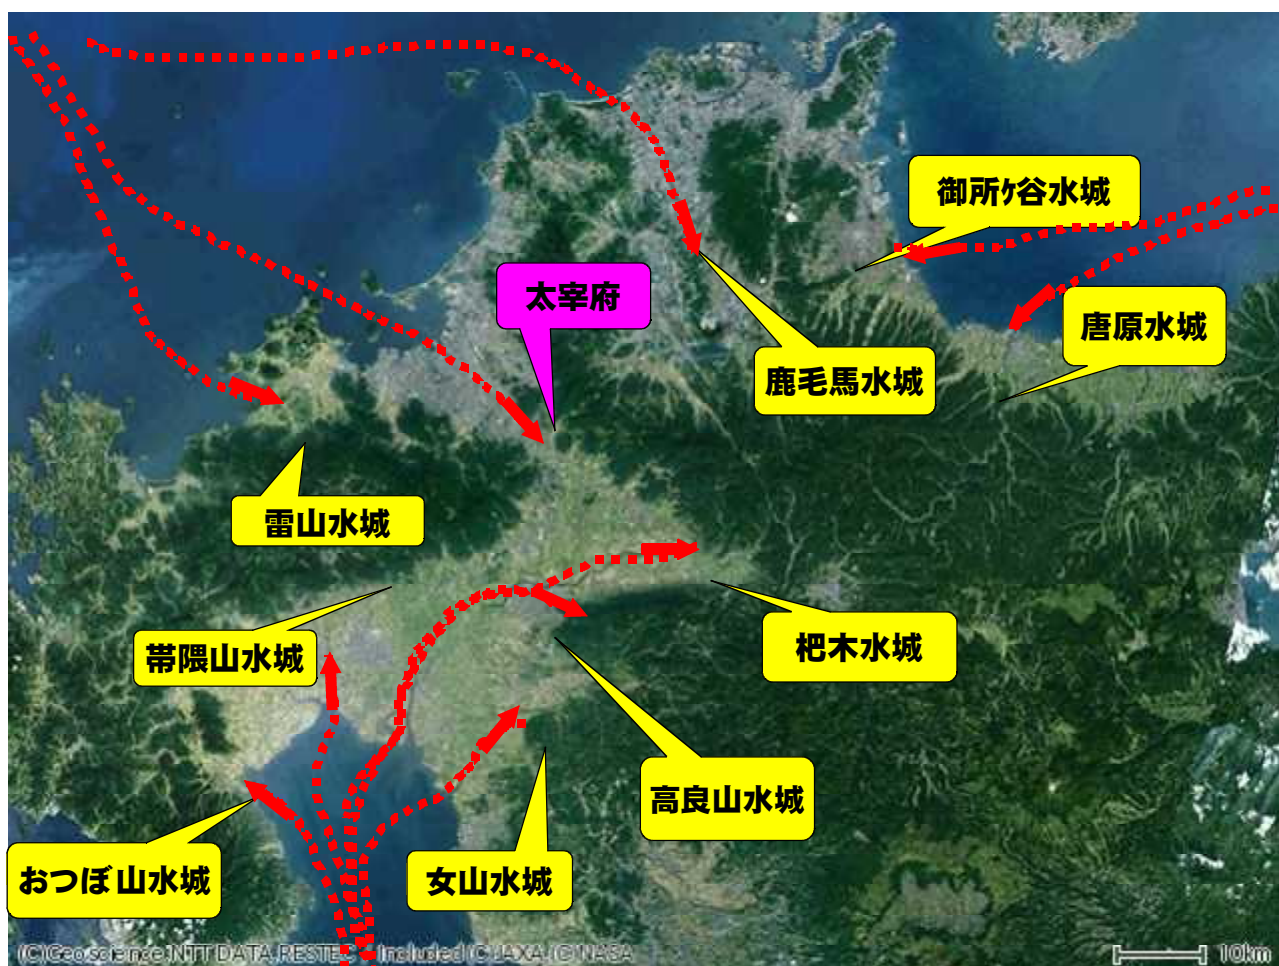 御所ヶ谷水城
太宰府
唐原水城
鹿毛馬水城
雷山水城
帯隈山水城
杷木水城
高良山水城
おつぼ山水城
女山水城
(C)Geoscience,NTT DATA,RESTEC Included (C)JAXA,(C)NASA
10km